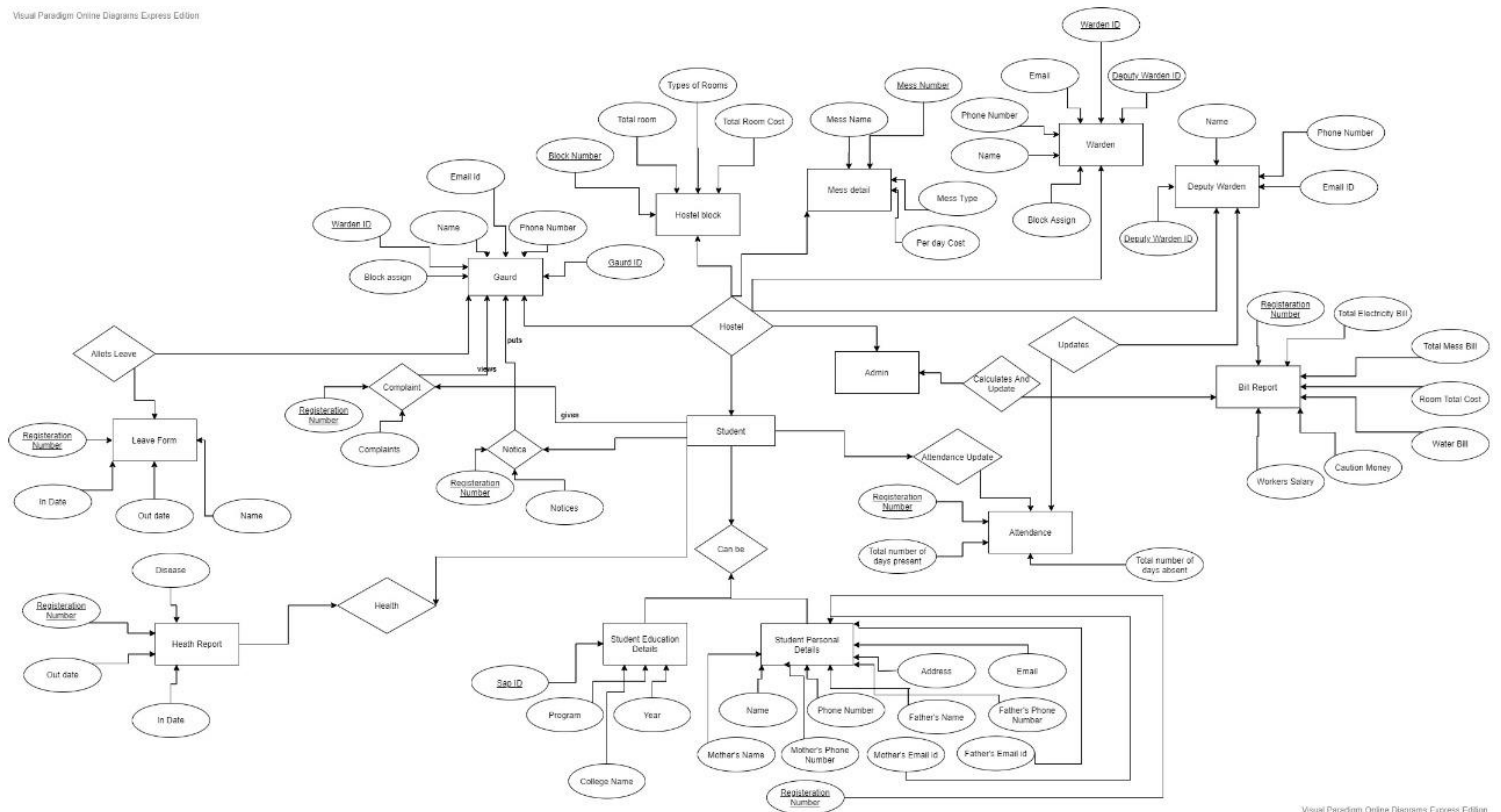 Visual Paradigm Online Diagrams Express Edition
Warden ID
Email
Deputy Warden ID
Phone Number
Name
Warden
Block Assign
Types of Rooms
Total room
Total Room Cost
Block Number
Hostel block
Mess Number
Mess Name
Mess detail
Mess Type
Per day Cost
Name
Phone Number
Deputy Warden
Email ID
Deputy Warden ID
Email id
Warden ID
Name
Phone Number
Block assign
Gaurd
Gaurd ID
Allets Leave
puts
views
Hostel
Admin
Updates
Calculates And
Update
Registeration
Number
Total Electricity Bill
Total Mess Bill
Bill Report
Room Total Cost
Water Bill
Caution Money
Workers Salary
Complaint
Registeration
Number
Complaints
gives
Student
Registeration
Number
Leave Form
In Date
Out date
Name
Notice
Registeration
Number
Notices
Attendance Update
Registeration
Number
Attendance
Total number of
days present
Total number of
days absent
Can be
Disease
Registeration
Number
Heath Report
Health
Out date
In Date
Student Education
Details
Sap ID
Program
Year
College Name
Student Personal
Details
Address
Email
Name
Phone Number
Father's Name
Father's Phone
Number
Mother's Name
Mother's Phone
Number
Mother's Email id
Father's Email id
Registeration
Number
Visual Paradigm Online Diagrams Express Edition